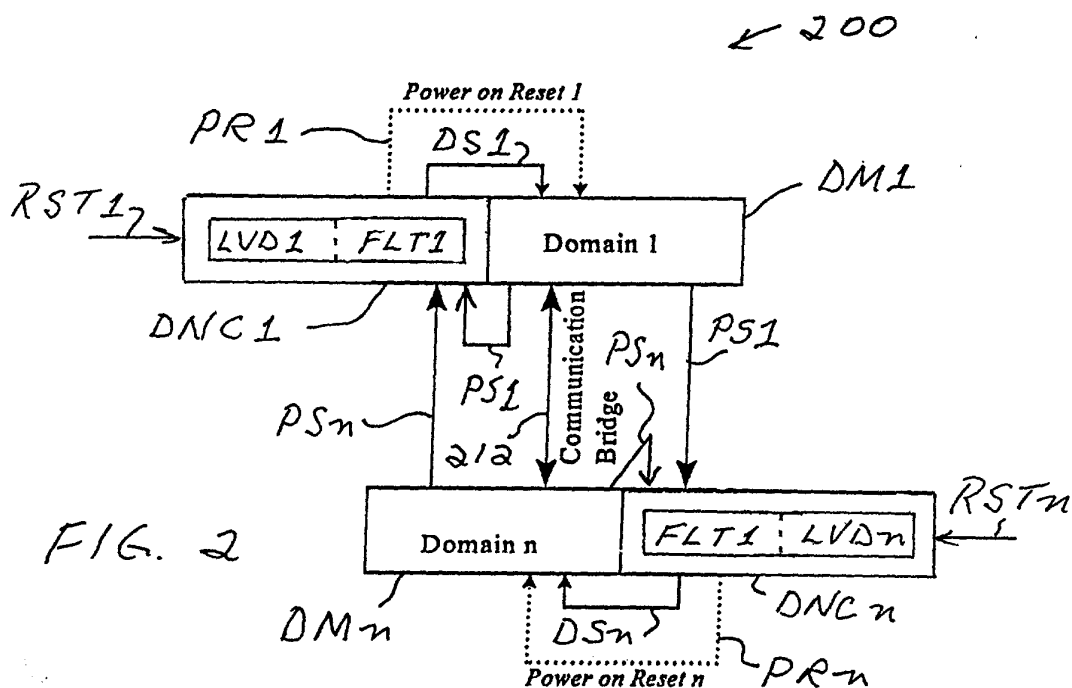 200
Power on Reset 1
PR1
DS1
DM1
RST1
LVD1 FLT1
Domain 1
DNC1
PS1
PS1
PSn
PSn
212
Communication
Bridge
RSTn
Domain n
FLT1 LVDn
FIG. 2
DMn
DSn
DNCn
Power on Reset n
PRn